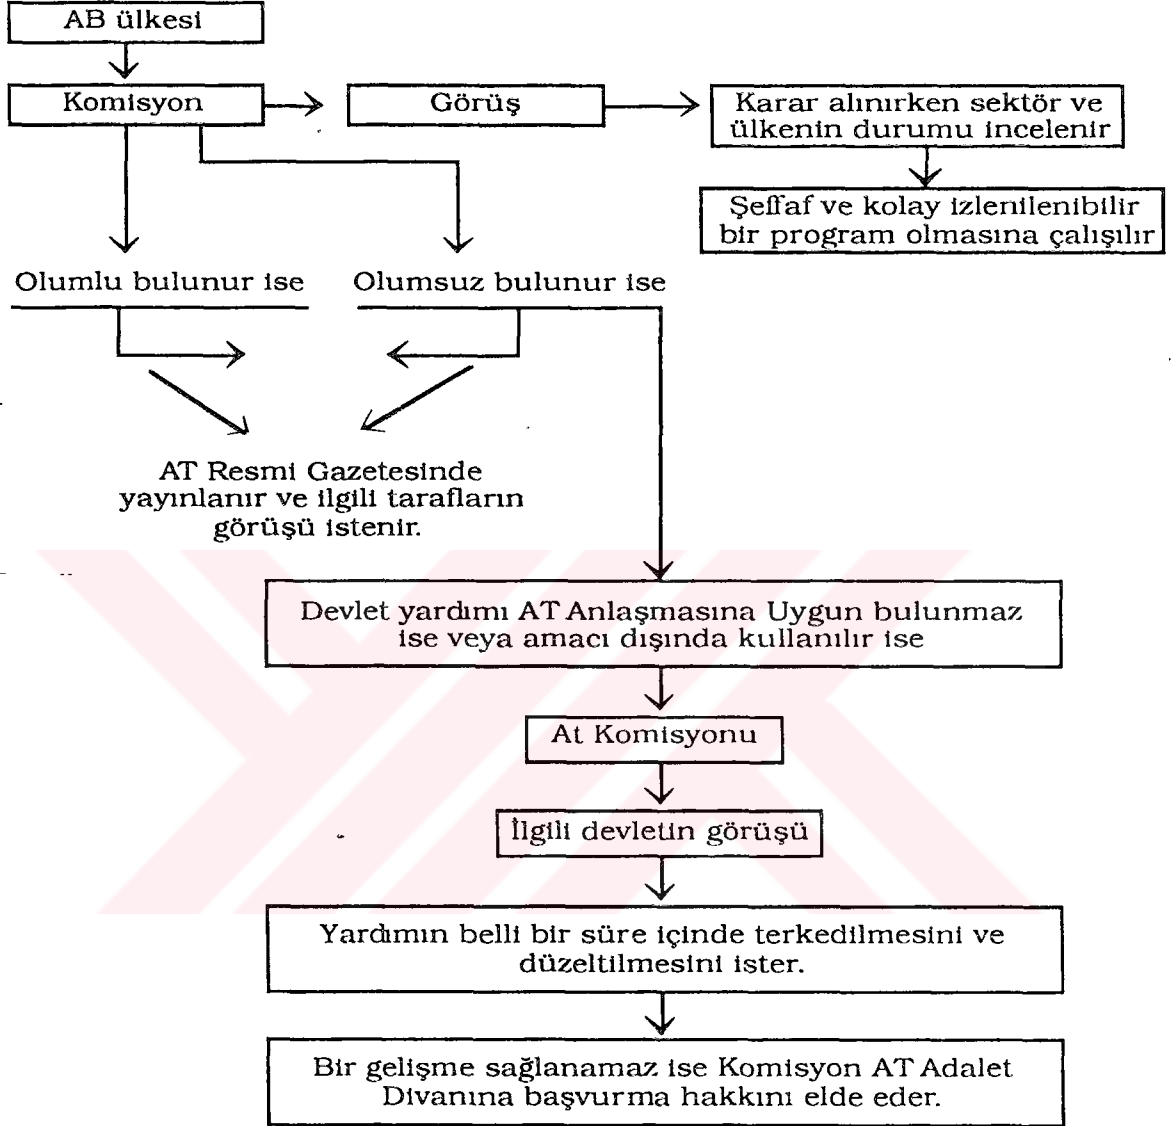 AB ülkesi
Komisyon
Görüş
Karar alınırken sektör ve
ülkenin durumu incelenir
Şeffaf ve kolay izlenilenibilir
bir program olmasına çalışılır
Olumlu bulunur ise
Olumsuz bulunur ise
AT Resmi Gazetesinde
yayınlanır ve ilgili tarafların
görüşü istenir.
Devlet yardımı AT Anlaşmasına Uygun bulunmaz
ise veya amacı dışında kullanılır ise
At Komisyonu
İlgili devletin görüşü
Yardımın belli bir süre içinde terkedilmesini ve
düzeltilmesini ister.
Bir gelişme sağlanamaz ise Komisyon AT Adalet
Divanına başvurma hakkını elde eder.